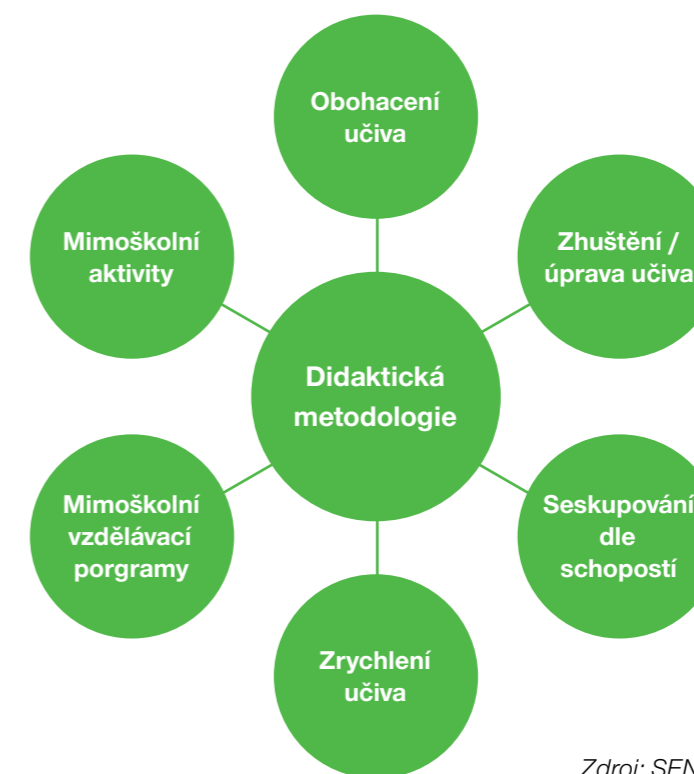 Obohacení
učiva
Mimoškolní
aktivity
Zhuštění /
úprava učiva
Didaktická
metodologie
Mimoškolní
vzdělávací
porgramy
Seskupování
dle
schopostí
Zrychlení
učiva
Zdroj: SEN